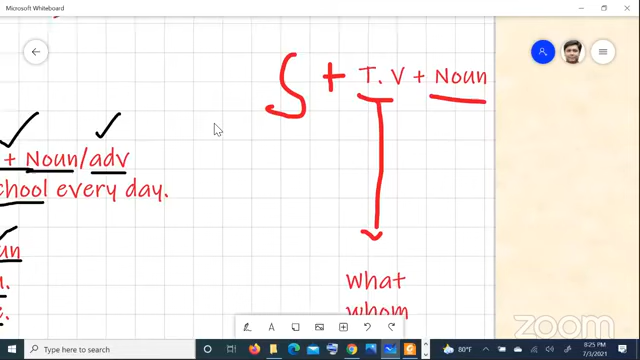 Microsoft Whiteboard
S + T. V + Noun
+ Noun/adv
chool every day.
un
What
whom
zoom
Type here to search
80°F
8:25 PM
7/3/2021